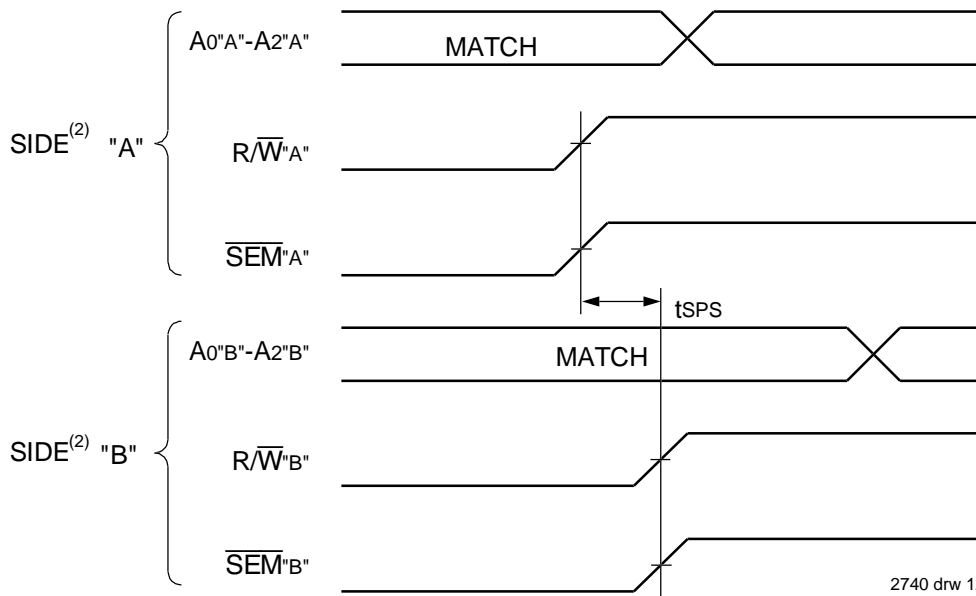 A0"A"-A2"A"
MATCH
SIDE(2) "A"
R/W"A"
SEM"A"
tSPS
A0"B"-A2"B"
MATCH
SIDE(2) "B"
R/W"B"
SEM"B"
2740 drw 1